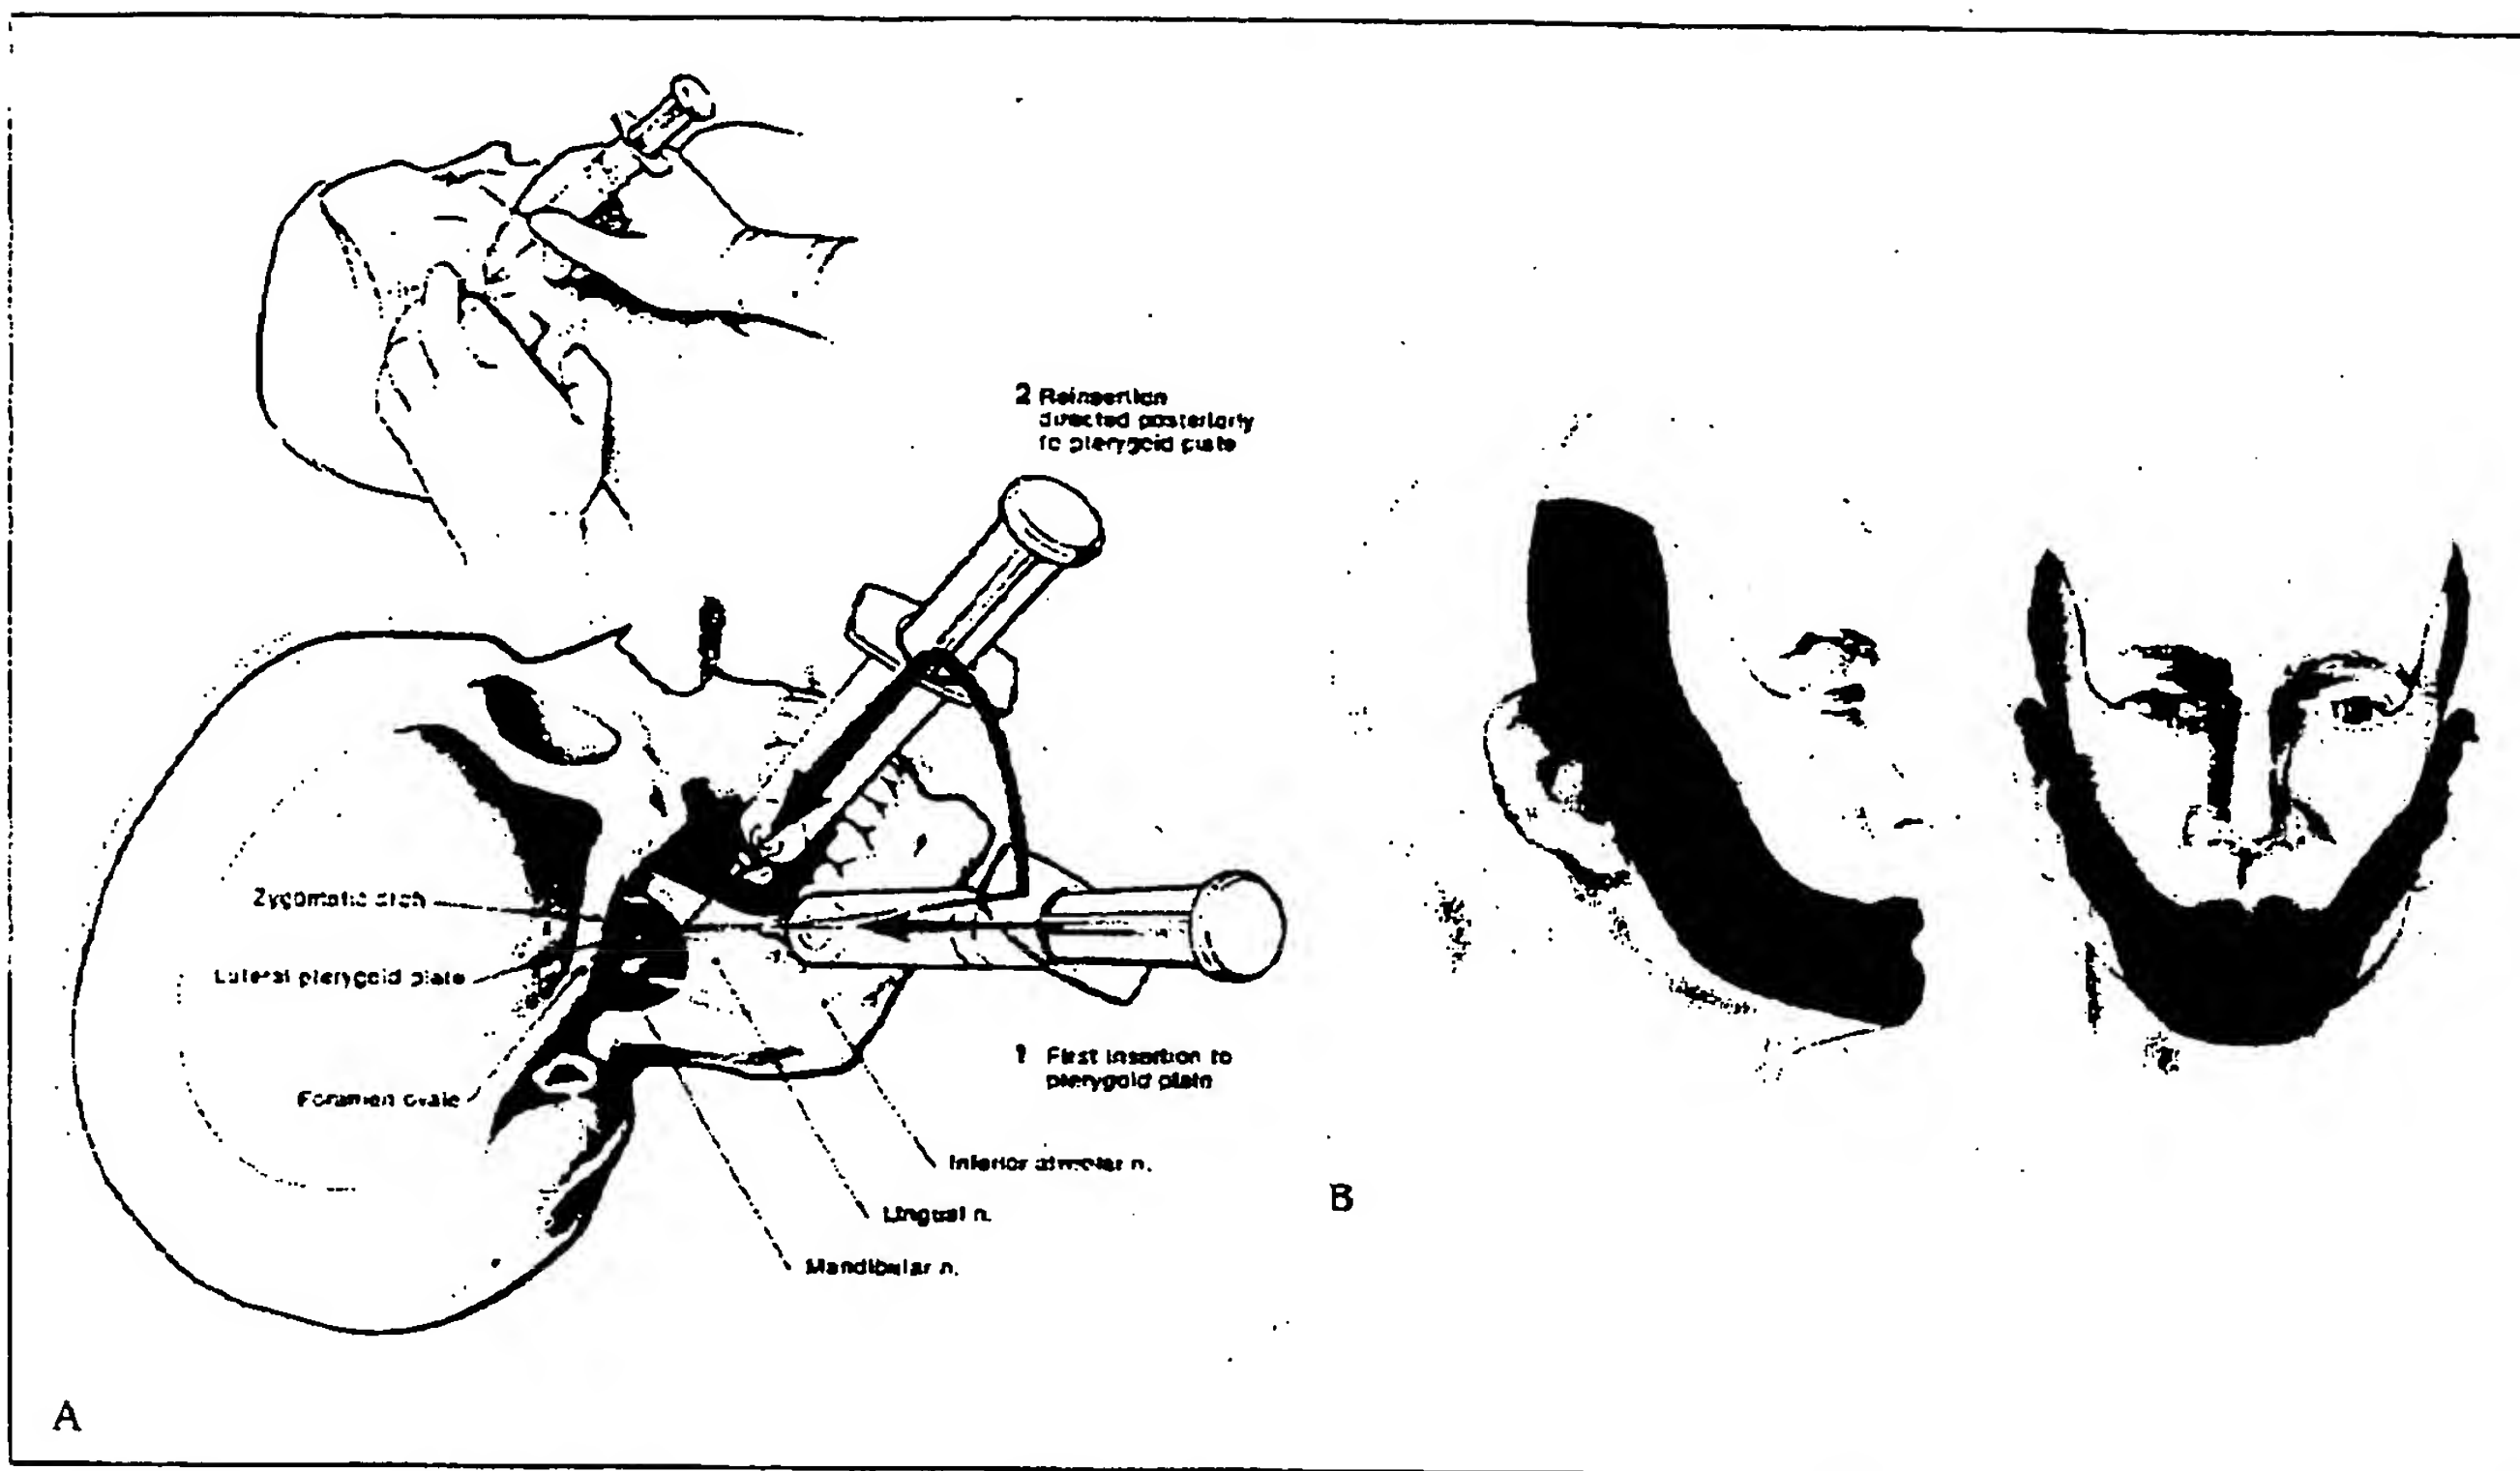 2 Reinsertion
directed posteriorly
to pterygoid plate
Zygomatic arch
Lateral pterygoid plate
Foramen ovale
1 First insertion to
pterygoid plate
Inferior alveolar n.
Lingual n.
Mandibular n.
A
B